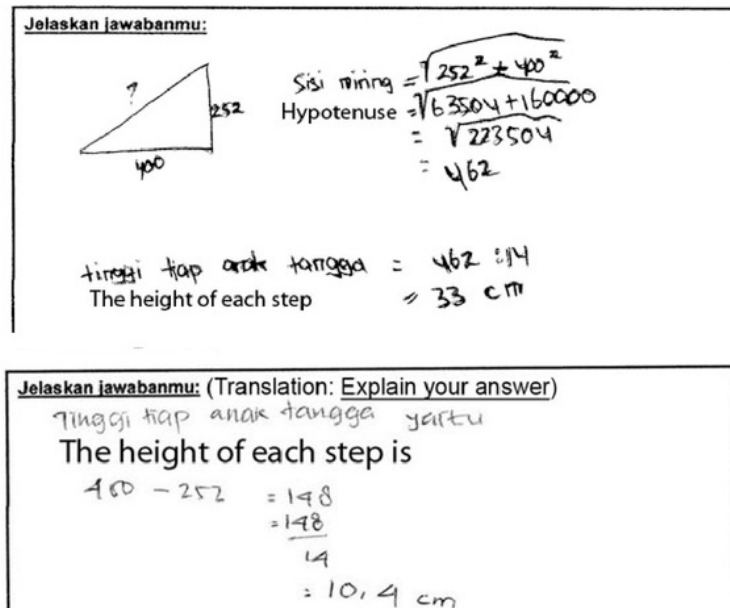 Jelaskan jawabanmu:
?
252
400
Sisi miring = √252² + 400²
Hypotenuse = √63504 + 160000
= √223504
= 462
tinggi tiap anak tangga = 462 : 14
The height of each step = 33 cm
Jelaskan jawabanmu: (Translation: Explain your answer)
Tinggi tiap anak tangga yaitu
The height of each step is
400 - 252 = 148
= 148
14
= 10,4 cm